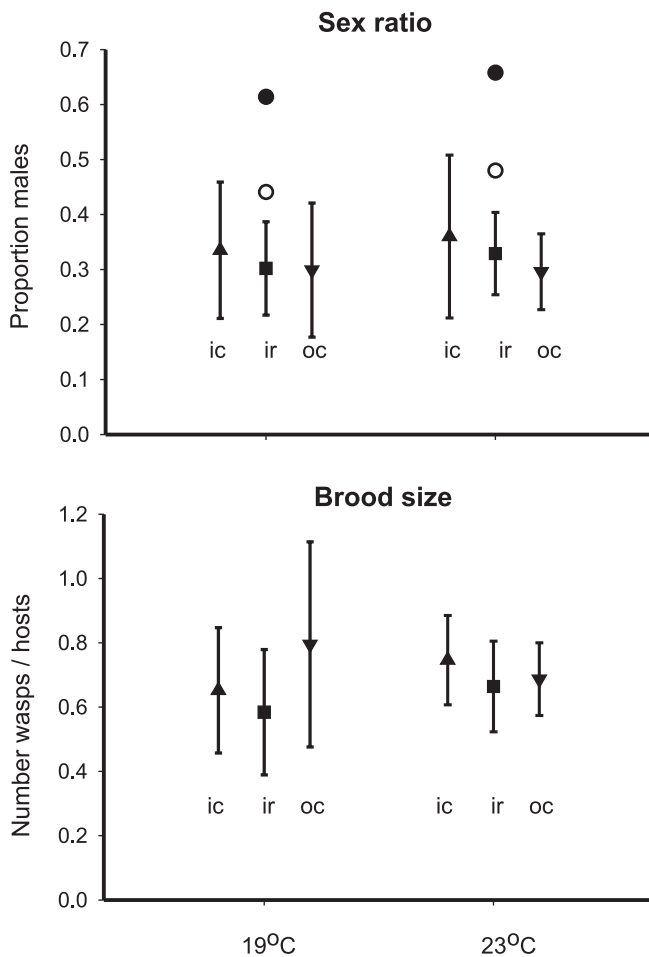 Sex ratio
Proportion males
0.7
0.6
0.5
0.4
0.3
0.2
0.1
0.0
ic ir oc ic ir oc
Brood size
Number wasps / hosts
1.2
1.0
0.8
0.6
0.4
0.2
0.0
ic ir oc ic ir oc
19°C 23°C